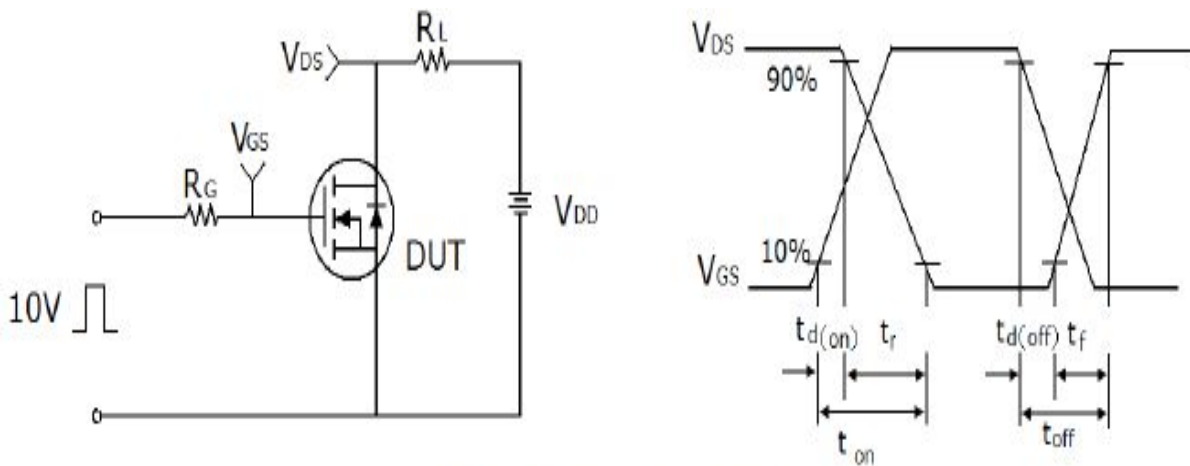 RL
VDS
VGS
RG
VDD
DUT
10V
VDS
90%
10%
VGS
td(on) tr td(off) tf
ton toff